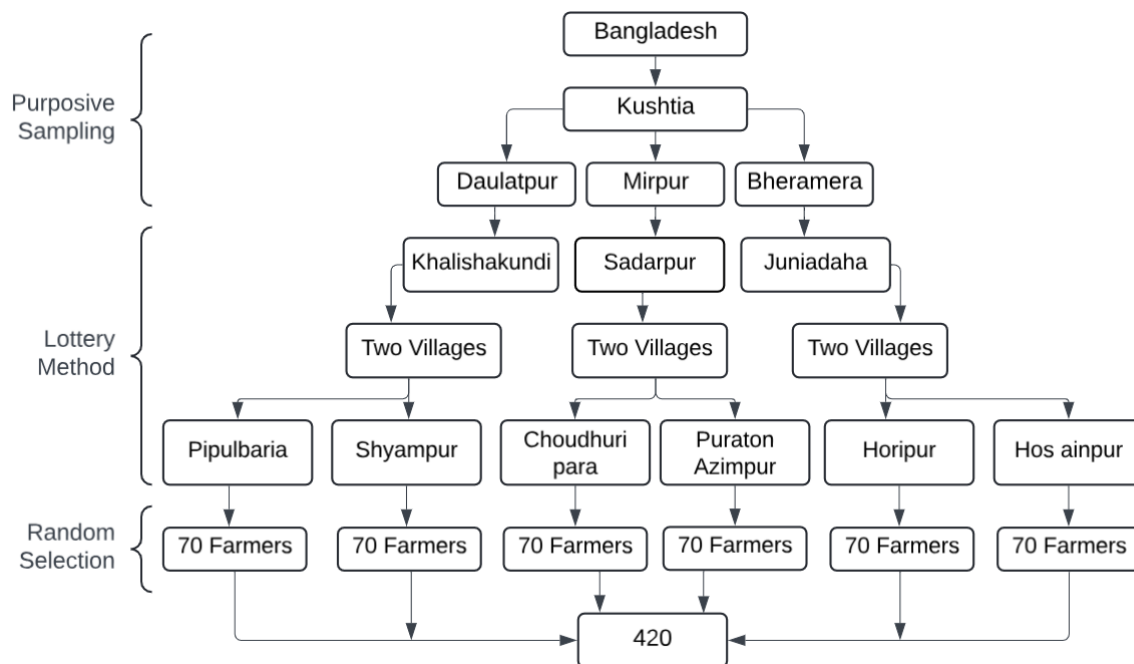 Bangladesh
Purposive
Sampling
Kushtia
Daulatpur
Mirpur
Bheramera
Khalishakundi
Sadarpur
Juniadaha
Lottery
Method
Two Villages
Two Villages
Two Villages
Pipulbaria
Shyampur
Choudhuri
para
Puraton
Azimpur
Horipur
Hos ainpur
Random
Selection
70 Farmers
70 Farmers
70 Farmers
70 Farmers
70 Farmers
70 Farmers
420